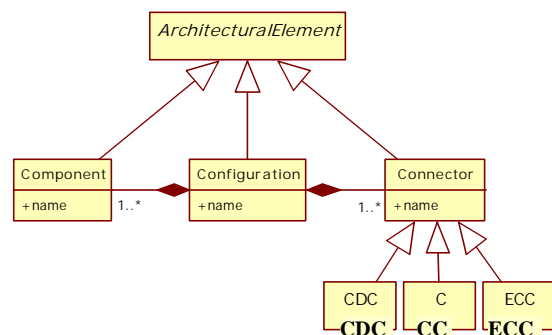 ArchitecturalElement
Component
+name
Configuration
+name
Connector
+name
1..*
1..*
CDC
C
ECC
CDC
CC
ECC